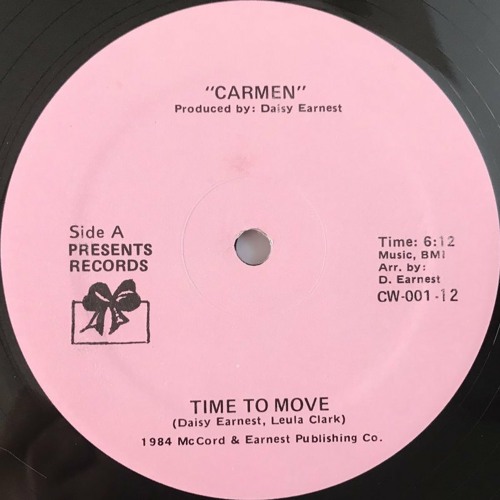 "CARMEN"
Produced by: Daisy Earnest
Side A
PRESENTS
RECORDS
Time: 6:12
Music, BMI
Arr. by:
D. Earnest
CW-001-12
TIME TO MOVE
(Daisy Earnest, Leula Clark)
1984 McCord & Earnest Publishing Co.